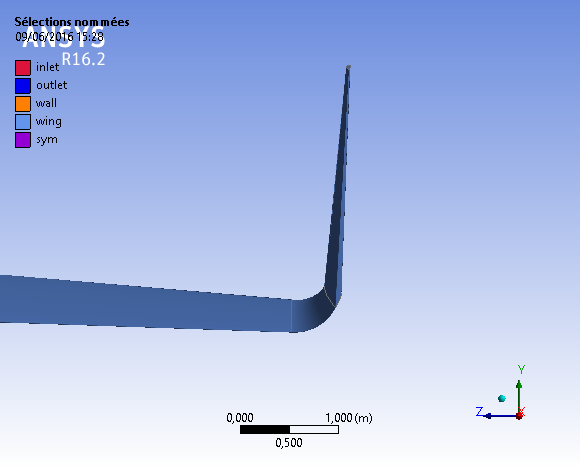 Sélections nommées
09/06/2016 15:28
ANSYS
R16.2
inlet
outlet
wall
wing
sym
0,000
1,000 (m)
0,500
Y
Z
X